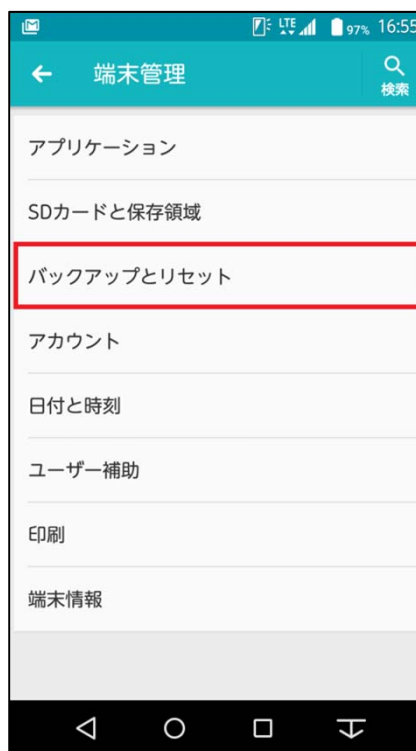 LTE 97% 16:55
端末管理
検索
アプリケーション
SDカードと保存領域
バックアップとリセット
アカウント
日付と時刻
ユーザー補助
印刷
端末情報